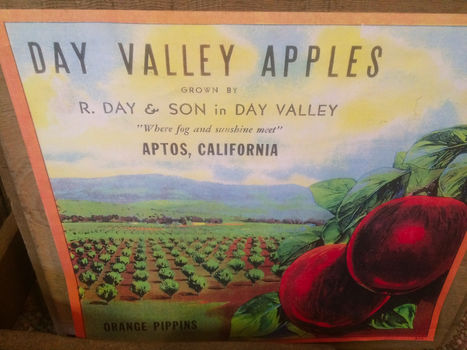 DAY VALLEY APPLES
GROWN BY
R. DAY & SON in DAY VALLEY
"Where fog and sunshine meet"
APTOS, CALIFORNIA
ORANGE PIPPINS